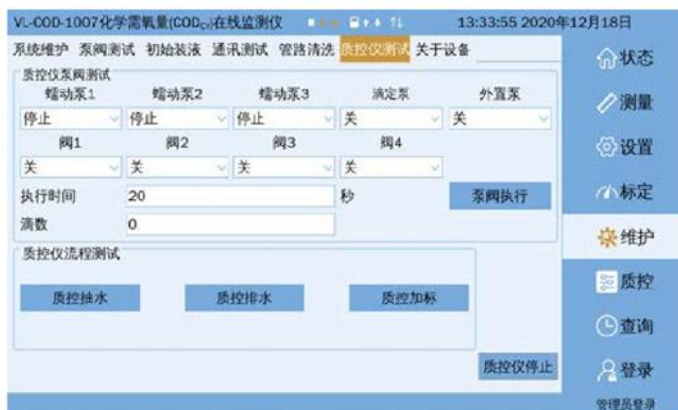 VL-COD-1007化学需氧量(CODCr)在线监测仪 13:33:55 2020年12月18日
系统维护 泵阀测试 初始装液 通讯测试 管路清洗 质控仪测试 关于设备
质控仪泵阀测试
蠕动泵1 蠕动泵2 蠕动泵3 滴定泵 外置泵
停止 停止 停止 关 关
阀1 阀2 阀3 阀4
关 关 关 关
执行时间 20 秒 泵阀执行
滴数 0
质控仪流程测试
质控抽水 质控排水 质控加标
质控仪停止
状态
测量
设置
标定
维护
质控
查询
登录
管理员登录